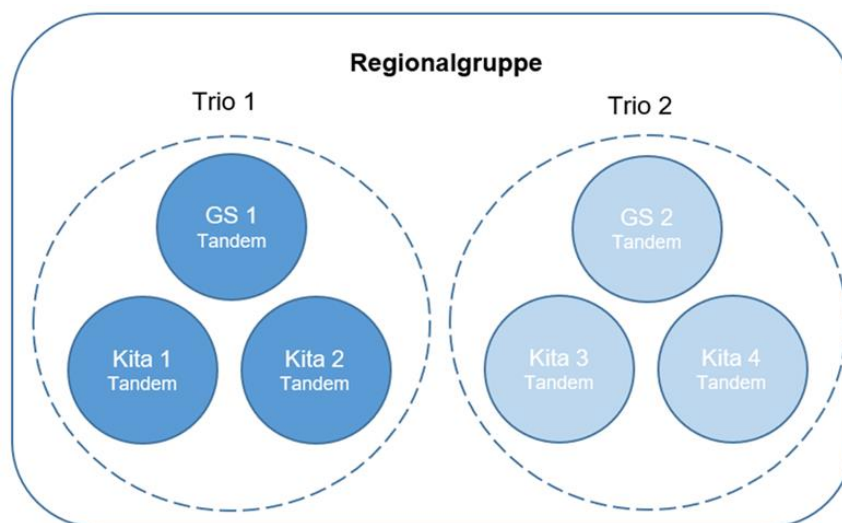 Regionalgruppe
Trio 1
Trio 2
GS 1
Tandem
GS 2
Tandem
Kita 1
Tandem
Kita 2
Tandem
Kita 3
Tandem
Kita 4
Tandem